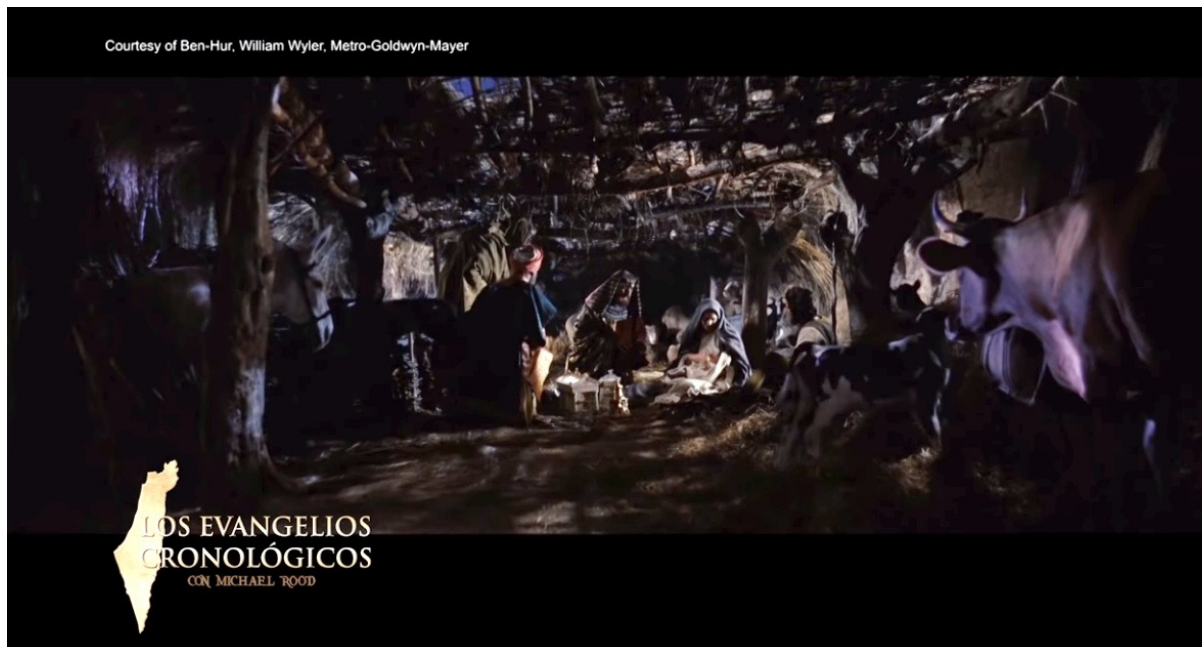 Courtesy of Ben-Hur, William Wyler, Metro-Goldwyn-Mayer
LOS EVANGELIOS
CRONOLÓGICOS
CON MICHAEL ROOD